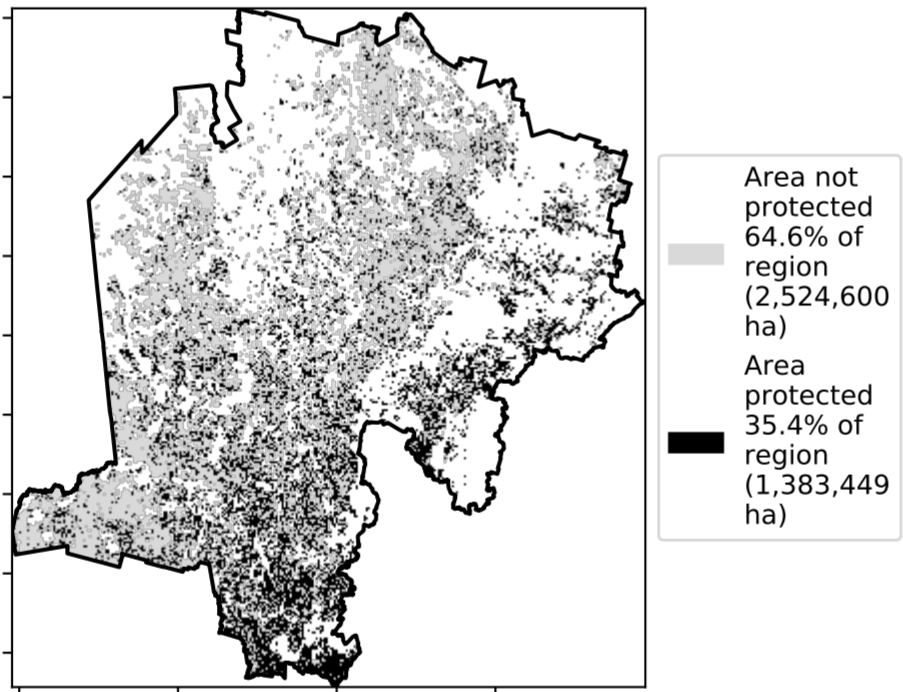 Area not
protected
64.6% of
region
(2,524,600
ha)
Area
protected
35.4% of
region
(1,383,449
ha)